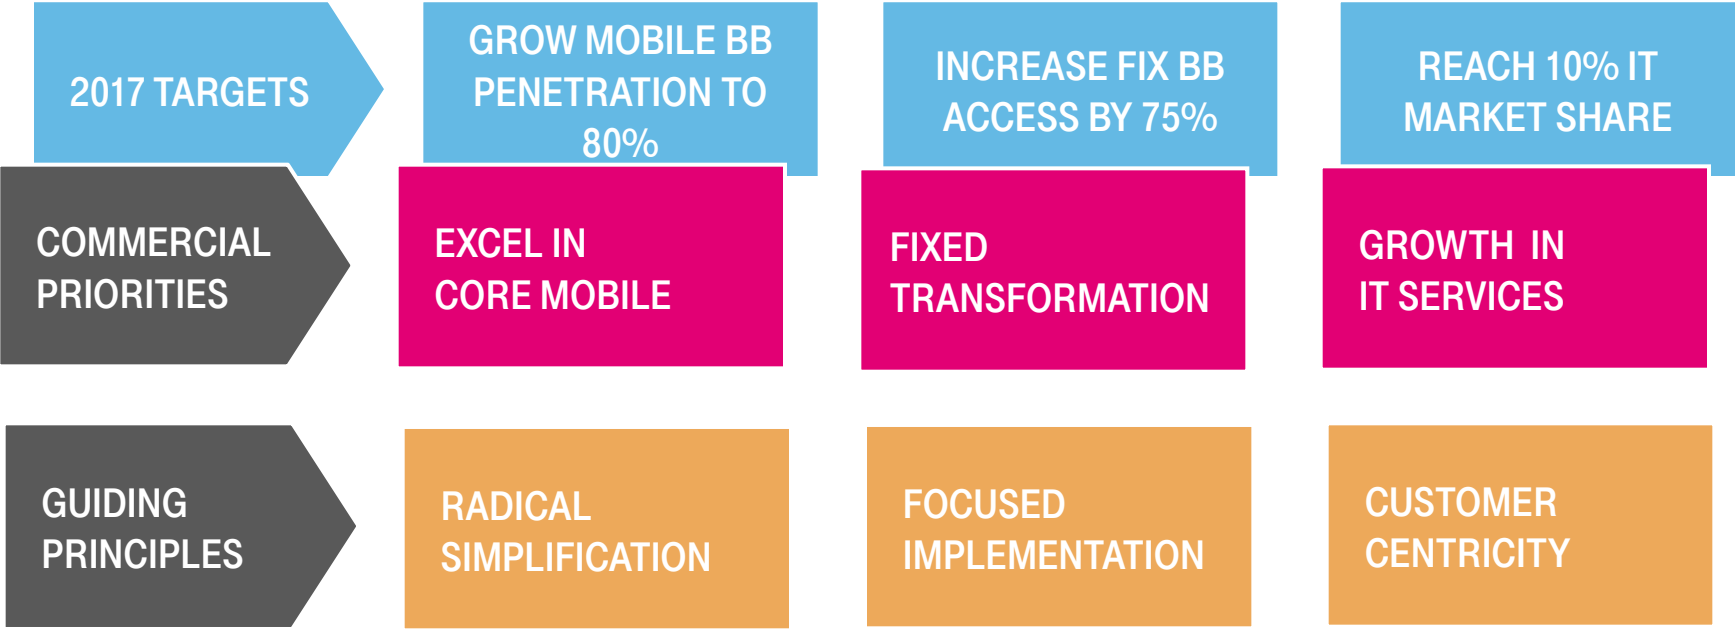 2017 TARGETS
GROW MOBILE BB
PENETRATION TO
80%
INCREASE FIX BB
ACCESS BY 75%
REACH 10% IT
MARKET SHARE
COMMERCIAL
PRIORITIES
EXCEL IN
CORE MOBILE
FIXED
TRANSFORMATION
GROWTH IN
IT SERVICES
GUIDING
PRINCIPLES
RADICAL
SIMPLIFICATION
FOCUSED
IMPLEMENTATION
CUSTOMER
CENTRICITY